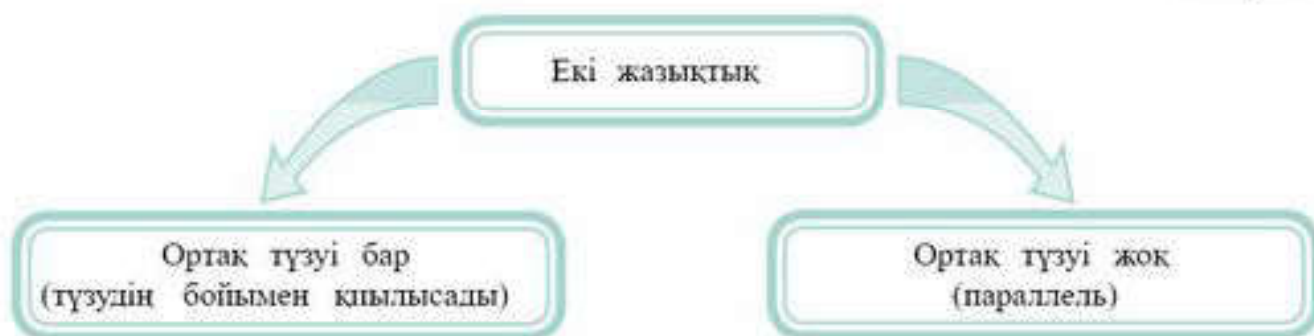 Екі жазықтық
Ортақ түзуі бар
(түзудің бойымен қиылысады)
Ортақ түзуі жоқ
(параллель)